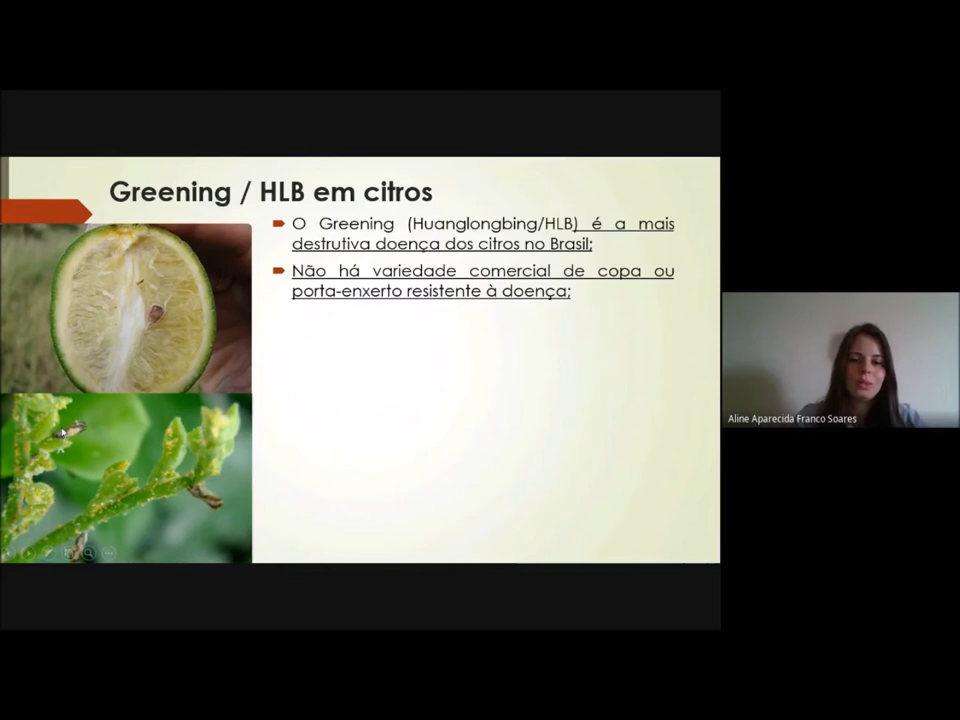 Greening / HLB em citros
O Greening (Huanglongbing/HLB) é a mais
destrutiva doença dos citros no Brasil;
Não há variedade comercial de copa ou
porta-enxerto resistente à doença;
Aline Aparecida Franco Soares